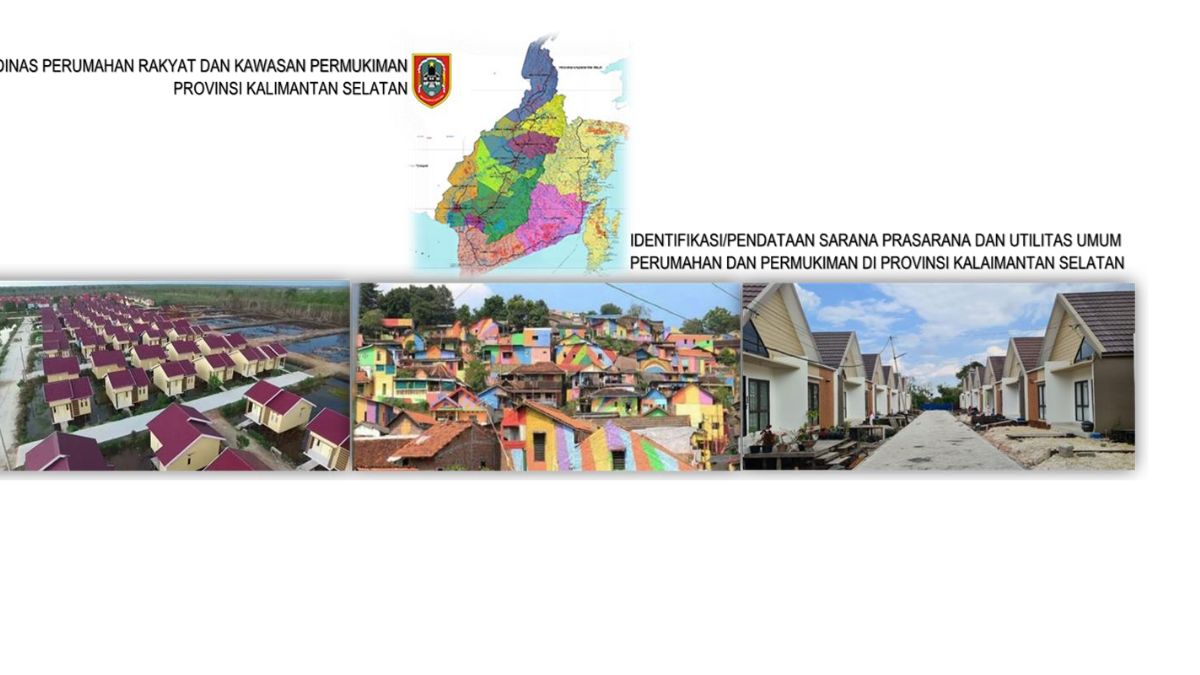 DINAS PERUMAHAN RAKYAT DAN KAWASAN PERMUKIMAN
PROVINSI KALIMANTAN SELATAN
IDENTIFIKASI/PENDATAAN SARANA PRASARANA DAN UTILITAS UMUM
PERUMAHAN DAN PERMUKIMAN DI PROVINSI KALAIMANTAN SELATAN